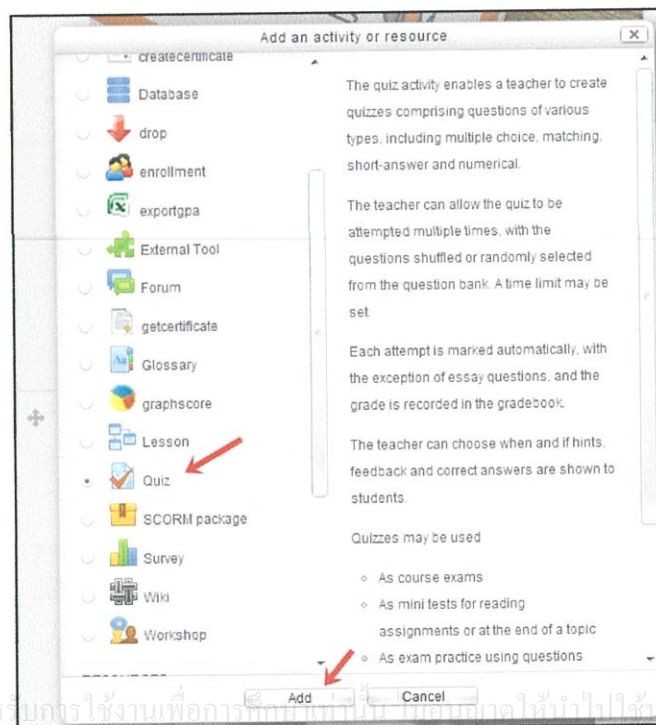 Add an activity or resource
createcertificate
Database
drop
enrollment
exportgpa
External Tool
Forum
getcertificate
Glossary
graphscore
Lesson
Quiz
SCORM package
Survey
Wiki
Workshop
The quiz activity enables a teacher to create
quizzes comprising questions of various
types, including multiple choice, matching,
short-answer and numerical.
The teacher can allow the quiz to be
attempted multiple times, with the
questions shuffled or randomly selected
from the question bank. A time limit may be
set.
Each attempt is marked automatically, with
the exception of essay questions, and the
grade is recorded in the gradebook.
The teacher can choose when and if hints,
feedback and correct answers are shown to
students.
Quizzes may be used
As course exams
As mini tests for reading
assignments or at the end of a topic
As exam practice using questions
Add
Cancel